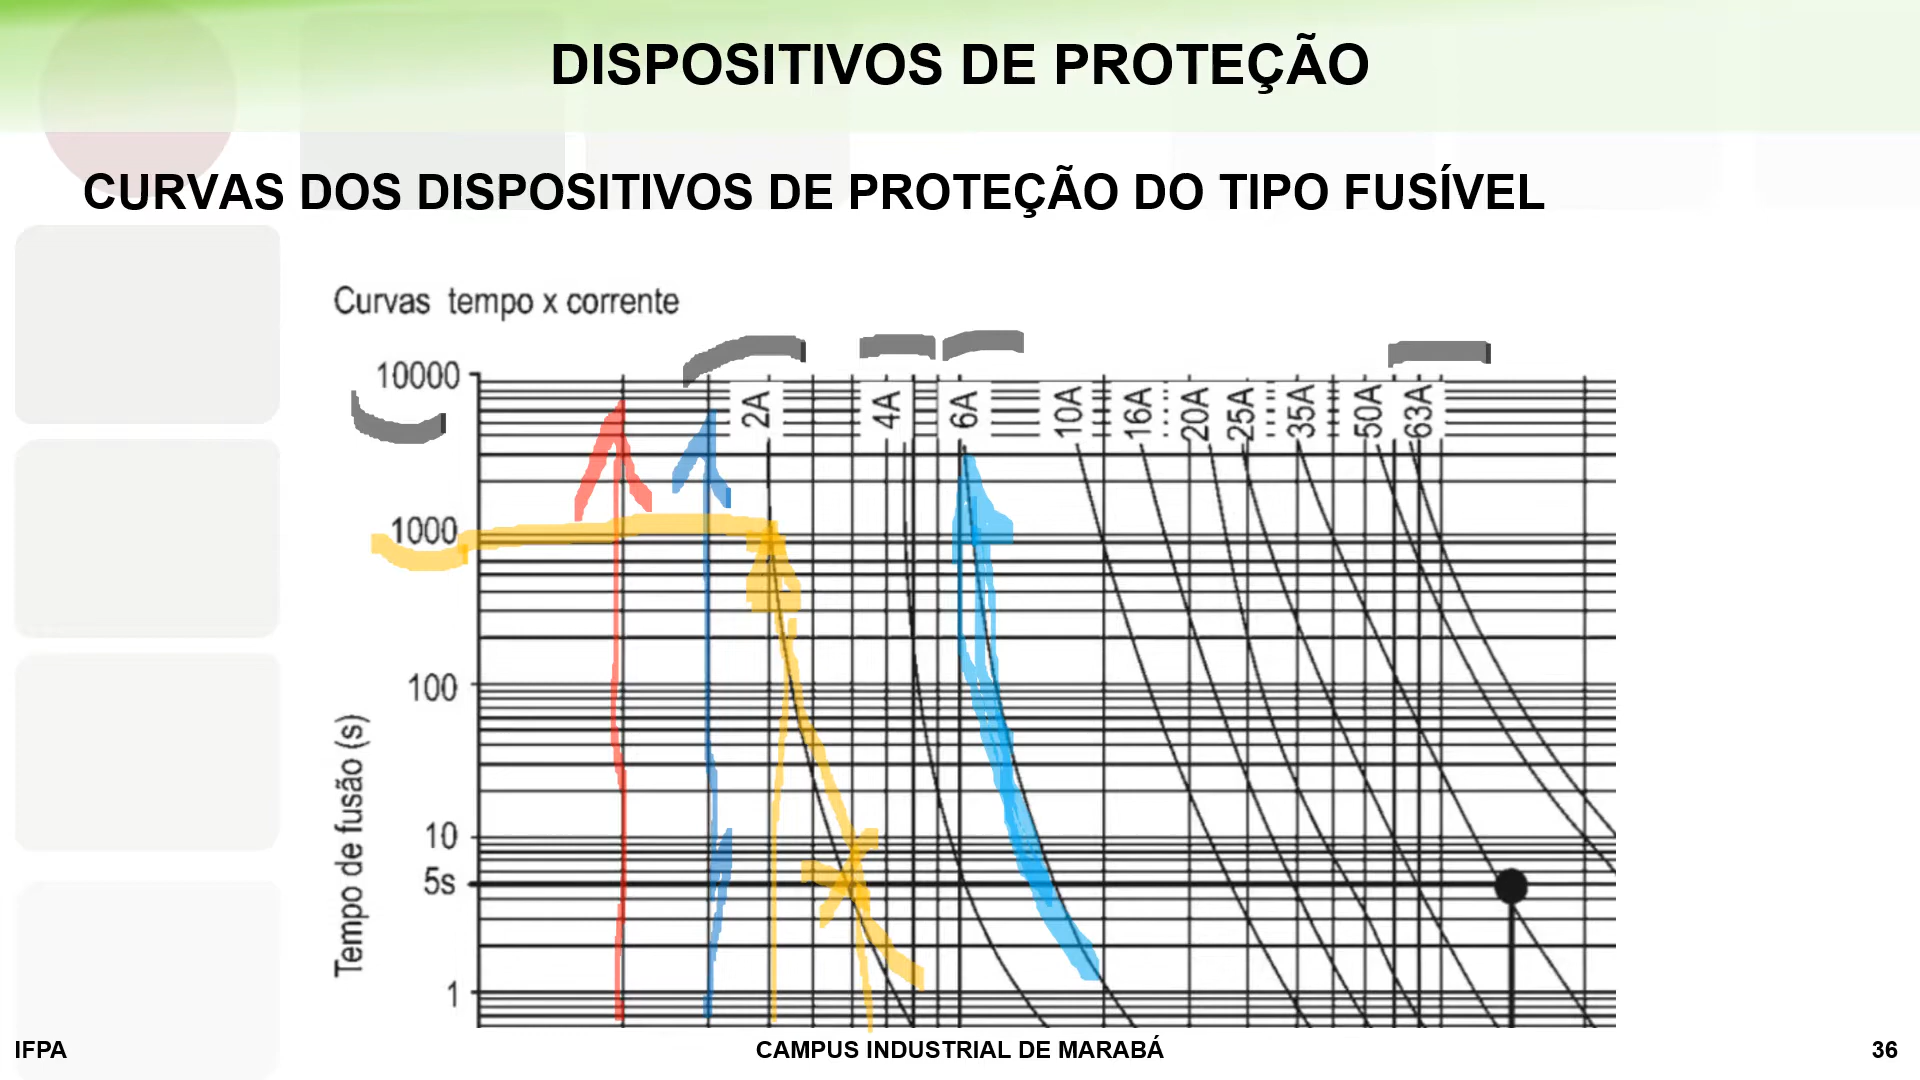 DISPOSITIVOS DE PROTEÇÃO
CURVAS DOS DISPOSITIVOS DE PROTEÇÃO DO TIPO FUSÍVEL
Curvas tempo x corrente
10000
2A
4A
6A
10A
16A
20A
25A
35A
50A
63A
1000
100
10
5s
1
Tempo de fusão (s)
IFPA
CAMPUS INDUSTRIAL DE MARABÁ
36